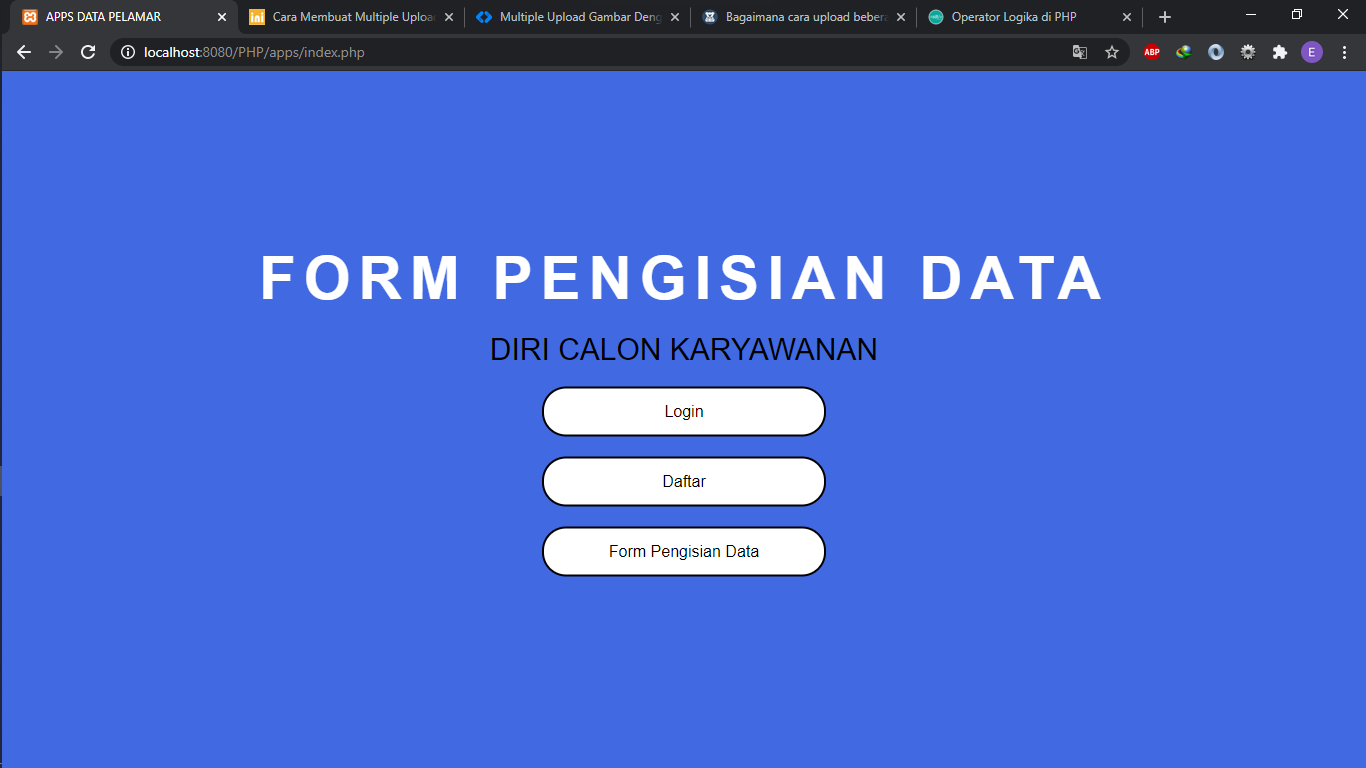 APPS DATA PELAMAR
Cara Membuat Multiple Uploa
Multiple Upload Gambar Deng
Bagaimana cara upload bebera
Operator Logika di PHP
localhost:8080/PHP/apps/index.php
ABP
E
FORM PENGISIAN DATA
DIRI CALON KARYAWANAN
Login
Daftar
Form Pengisian Data